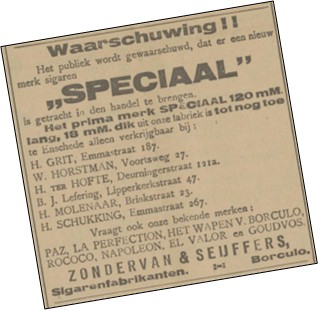 Waarschuwing!!
Het publiek wordt gewaarschuwd, dat er een nieuw
merk sigaren
„SPECIAAL”
is getracht in den handel te brengen.
Het prima merk SPECIAAL 120 mM.
lang, 18 mM. dik uit onze fabriek is tot nog toe
te Enschede alleen verkrijgbaar bij:
H. GRIT, Emmastraat 187.
W. HORSTMAN, Voortsweg 27.
H. TER HOFTE, Deurningerstraat 121a.
B. J. LEFERING, Lipperkerkstraat 47.
H. MOLENAAR, Brinkstraat 23.
H. SCHUKKING, Emmastraat 267.
Vraagt ook onze bekende merken:
PAZ, LA PERFECTION, HET WAPEN V. BORCULO,
ROCOCO, NAPOLEON, EL VALOR en GOUDVOS.
ZONDERVAN & SEIJFFERS,
Sigarenfabrikanten. Borculo.